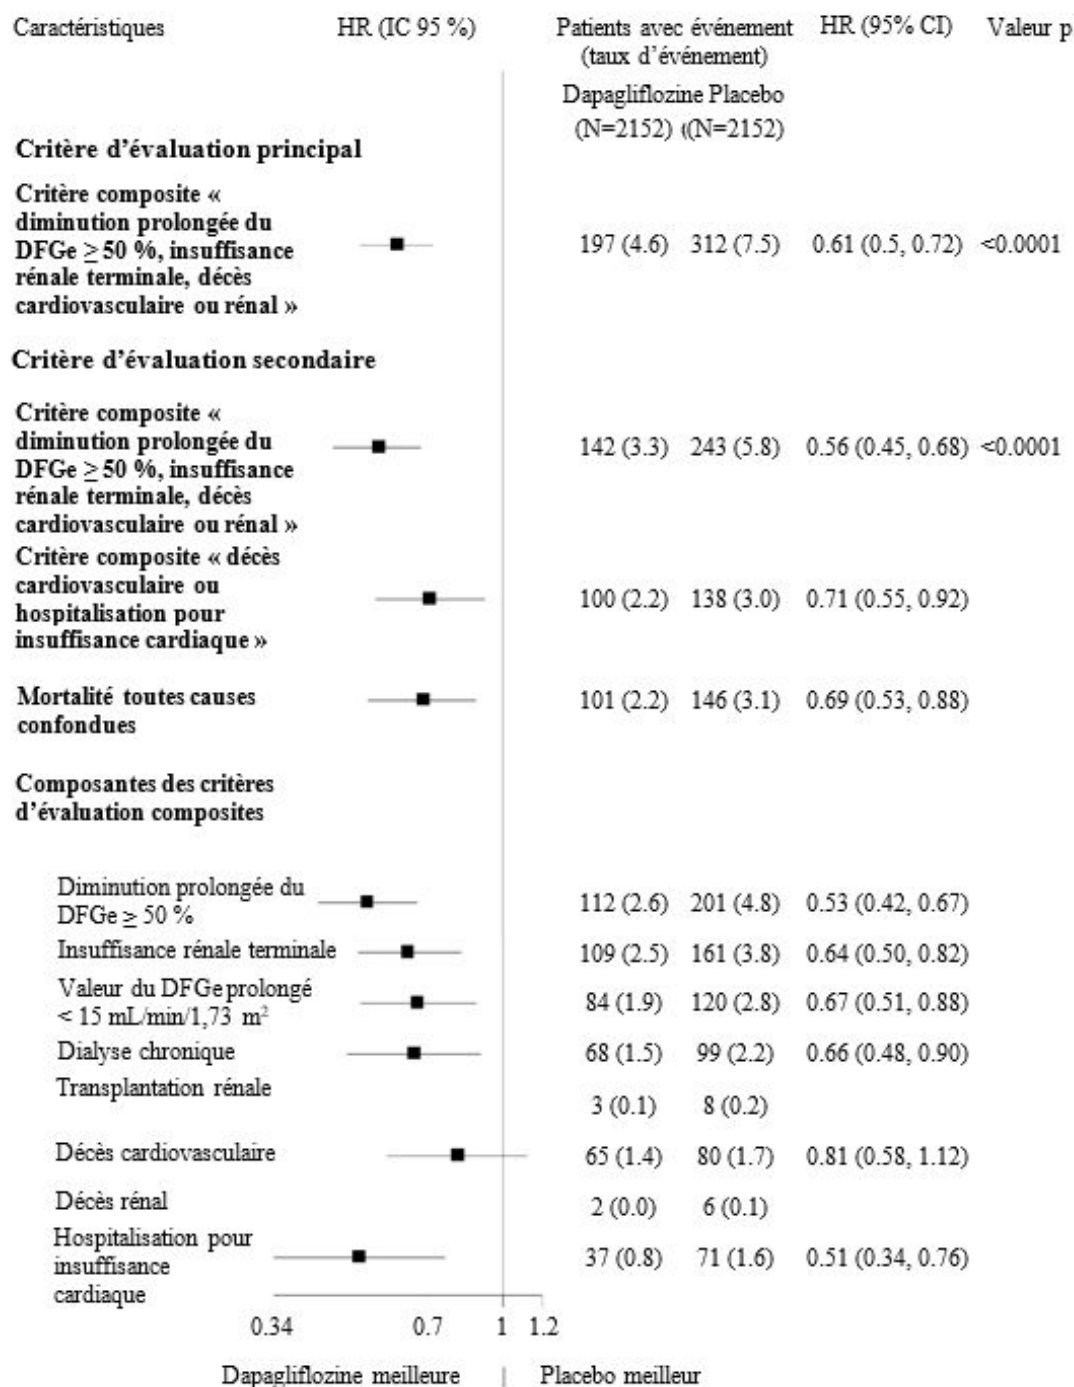 Caractéristiques HR (IC 95 %) Patients avec événement HR (95% CI) Valeur p
(taux d’événement)
Dapagliflozine Placebo
(N=2152) ((N=2152)
Critère d’évaluation principal
Critère composite «
diminution prolongée du
DFGe ≥ 50 %, insuffisance 197 (4.6) 312 (7.5) 0.61 (0.5, 0.72) <0.0001
rénale terminale, décès
cardiovasculaire ou rénal »
Critère d’évaluation secondaire
Critère composite «
diminution prolongée du 142 (3.3) 243 (5.8) 0.56 (0.45, 0.68) <0.0001
DFGe ≥ 50 %, insuffisance
rénale terminale, décès
cardiovasculaire ou rénal »
Critère composite « décès
cardiovasculaire ou 100 (2.2) 138 (3.0) 0.71 (0.55, 0.92)
hospitalisation pour
insuffisance cardiaque »
Mortalité toutes causes 101 (2.2) 146 (3.1) 0.69 (0.53, 0.88)
confondues
Composantes des critères
d’évaluation composites
Diminution prolongée du
DFGe ≥ 50 % 112 (2.6) 201 (4.8) 0.53 (0.42, 0.67)
Insuffisance rénale terminale 109 (2.5) 161 (3.8) 0.64 (0.50, 0.82)
Valeur du DFGe prolongé
< 15 mL/min/1,73 m² 84 (1.9) 120 (2.8) 0.67 (0.51, 0.88)
Dialyse chronique 68 (1.5) 99 (2.2) 0.66 (0.48, 0.90)
Transplantation rénale
3 (0.1) 8 (0.2)
Décès cardiovasculaire 65 (1.4) 80 (1.7) 0.81 (0.58, 1.12)
Décès rénal 2 (0.0) 6 (0.1)
Hospitalisation pour
insuffisance 37 (0.8) 71 (1.6) 0.51 (0.34, 0.76)
cardiaque
0.34 0.7 1 1.2
Dapagliflozine meilleure | Placebo meilleur